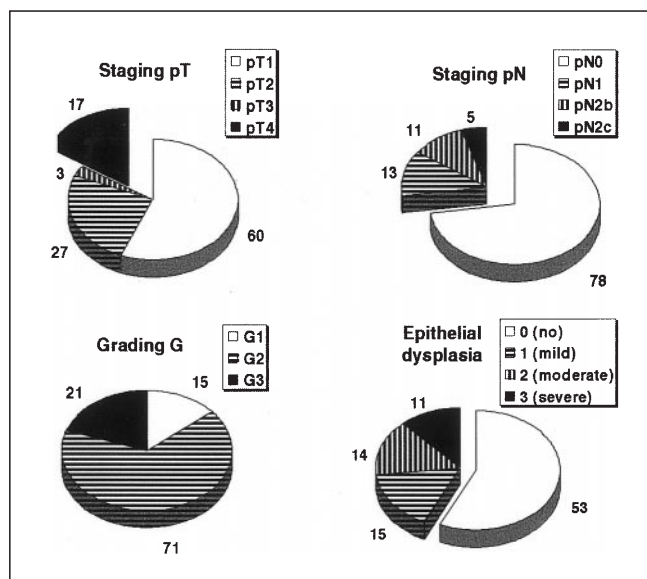 Staging pT
pT1
pT2
pT3
pT4
17
3
27
60
Staging pN
pN0
pN1
pN2b
pN2c
5
11
13
78
Grading G
G1
G2
G3
21
15
71
Epithelial
dysplasia
0 (no)
1 (mild)
2 (moderate)
3 (severe)
11
14
15
53